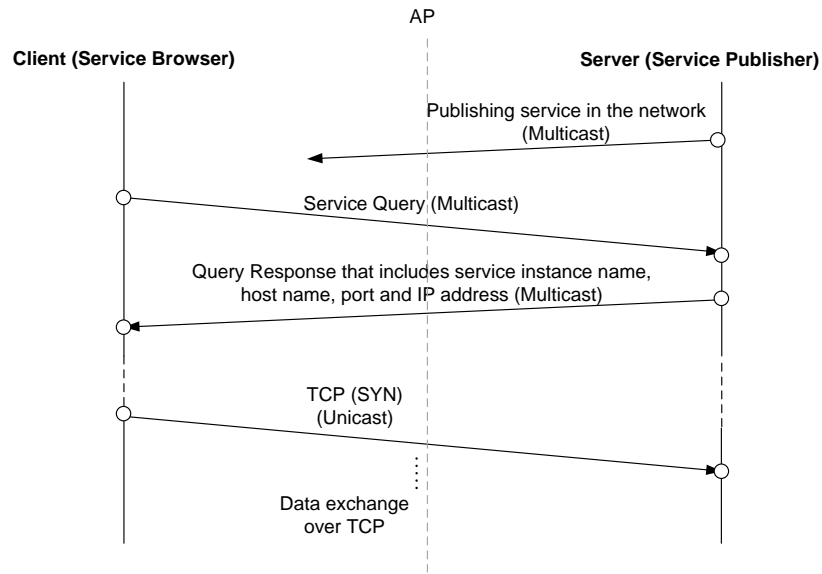 AP
Client (Service Browser)
Server (Service Publisher)
Publishing service in the network
(Multicast)
Service Query (Multicast)
Query Response that includes service instance name,
host name, port and IP address (Multicast)
TCP (SYN)
(Unicast)
Data exchange
over TCP